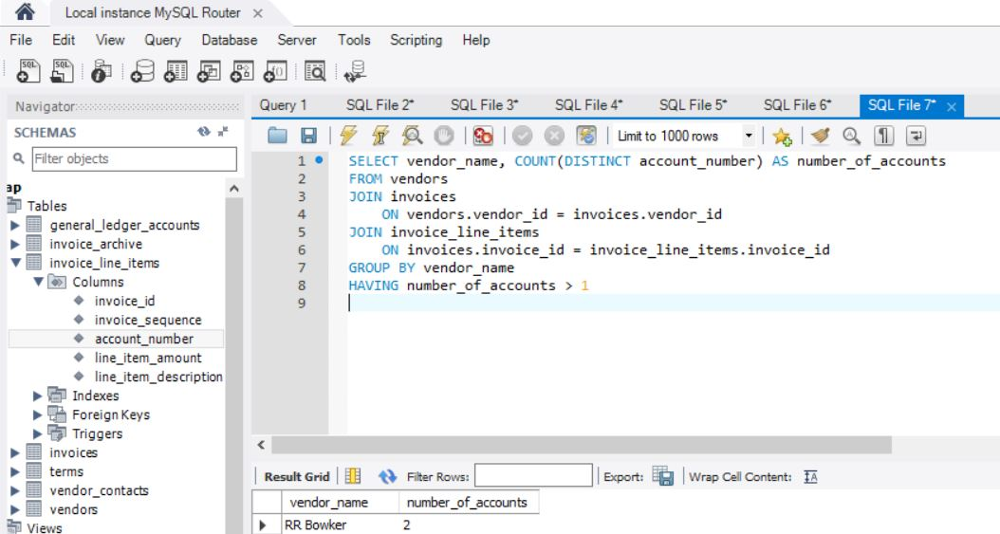 Local instance MySQL Router ×
File Edit View Query Database Server Tools Scripting Help
Navigator
Query 1 SQL File 2* SQL File 3* SQL File 4* SQL File 5* SQL File 6* SQL File 7* ×
SCHEMAS
Limit to 1000 rows
Filter objects
ap
Tables
general_ledger_accounts
invoice_archive
invoice_line_items
Columns
invoice_id
invoice_sequence
account_number
line_item_amount
line_item_description
Indexes
Foreign Keys
Triggers
invoices
terms
vendor_contacts
vendors
Views
1 SELECT vendor_name, COUNT(DISTINCT account_number) AS number_of_accounts
2 FROM vendors
3 JOIN invoices
4 ON vendors.vendor_id = invoices.vendor_id
5 JOIN invoice_line_items
6 ON invoices.invoice_id = invoice_line_items.invoice_id
7 GROUP BY vendor_name
8 HAVING number_of_accounts > 1
9
Result Grid Filter Rows: Export: Wrap Cell Content: IA
vendor_name number_of_accounts
RR Bowker 2